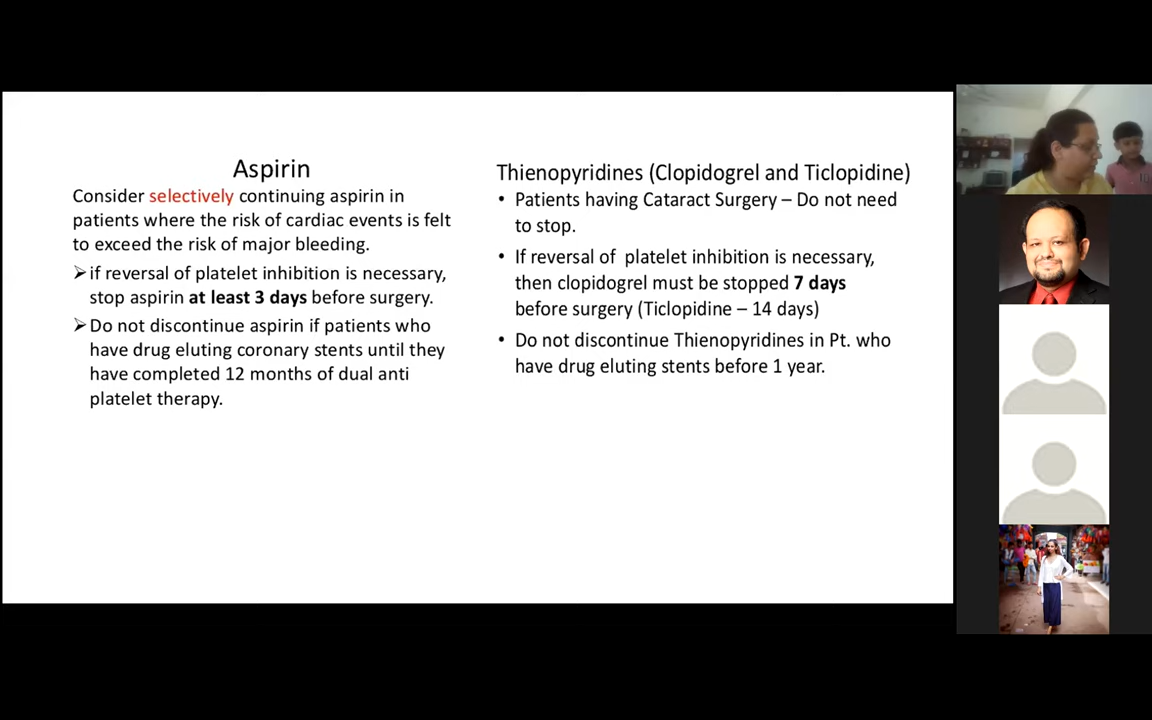 Aspirin
Consider selectively continuing aspirin in
patients where the risk of cardiac events is felt
to exceed the risk of major bleeding.
➢if reversal of platelet inhibition is necessary,
stop aspirin at least 3 days before surgery.
➢Do not discontinue aspirin if patients who
have drug eluting coronary stents until they
have completed 12 months of dual anti
platelet therapy.
Thienopyridines (Clopidogrel and Ticlopidine)
• Patients having Cataract Surgery – Do not need
to stop.
• If reversal of platelet inhibition is necessary,
then clopidogrel must be stopped 7 days
before surgery (Ticlopidine – 14 days)
• Do not discontinue Thienopyridines in Pt. who
have drug eluting stents before 1 year.